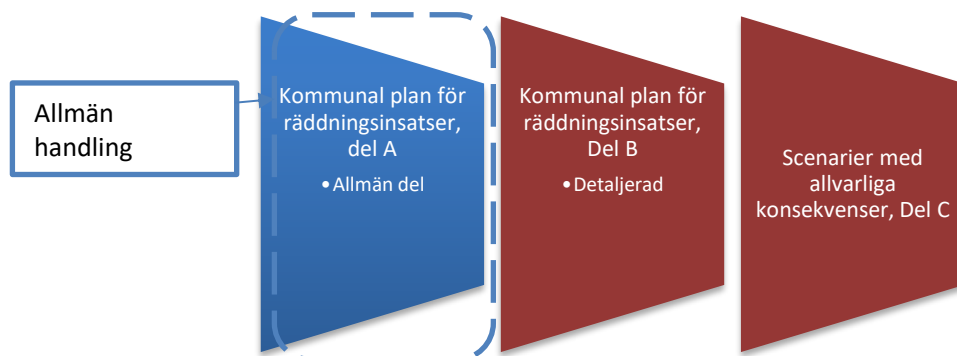 Allmän
handling
Kommunal plan för
räddningsinsatser,
del A
•Allmän del
Kommunal plan för
räddningsinsatser,
Del B
•Detaljerad
Scenarier med
allvarliga
konsekvenser, Del C